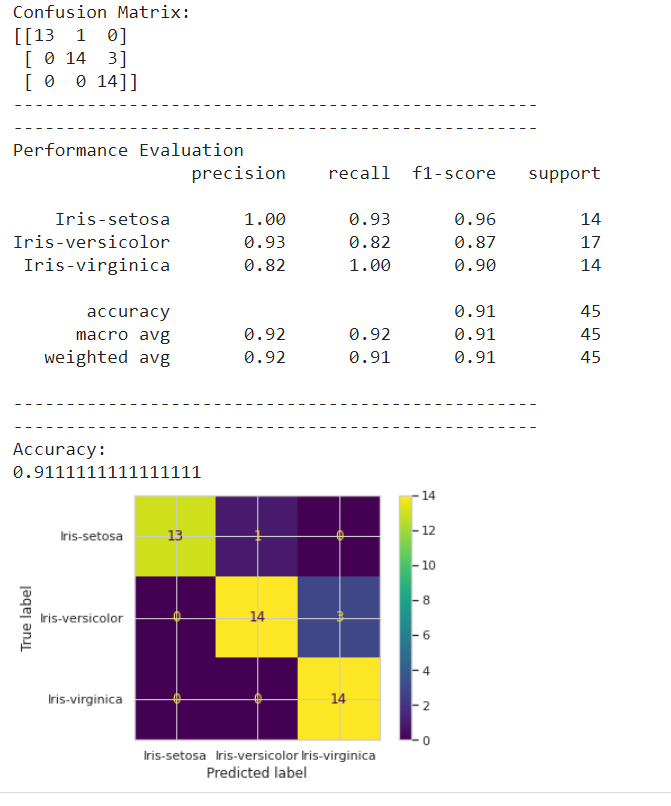 Confusion Matrix:
[[13  1  0]
 [ 0 14  3]
 [ 0  0 14]]
--------------------------------------------------
--------------------------------------------------
Performance Evaluation
                 precision    recall  f1-score   support

    Iris-setosa       1.00      0.93      0.96        14
Iris-versicolor       0.93      0.82      0.87        17
 Iris-virginica       0.82      1.00      0.90        14

       accuracy                           0.91        45
      macro avg       0.92      0.92      0.91        45
   weighted avg       0.92      0.91      0.91        45

--------------------------------------------------
--------------------------------------------------
Accuracy:
0.9111111111111111
14
Iris-setosa 13 1 0
12
10
8
True label
Iris-versicolor 0 14 3
6
4
Iris-virginica 0 0 14
2
0
Iris-setosa Iris-versicolor Iris-virginica
Predicted label